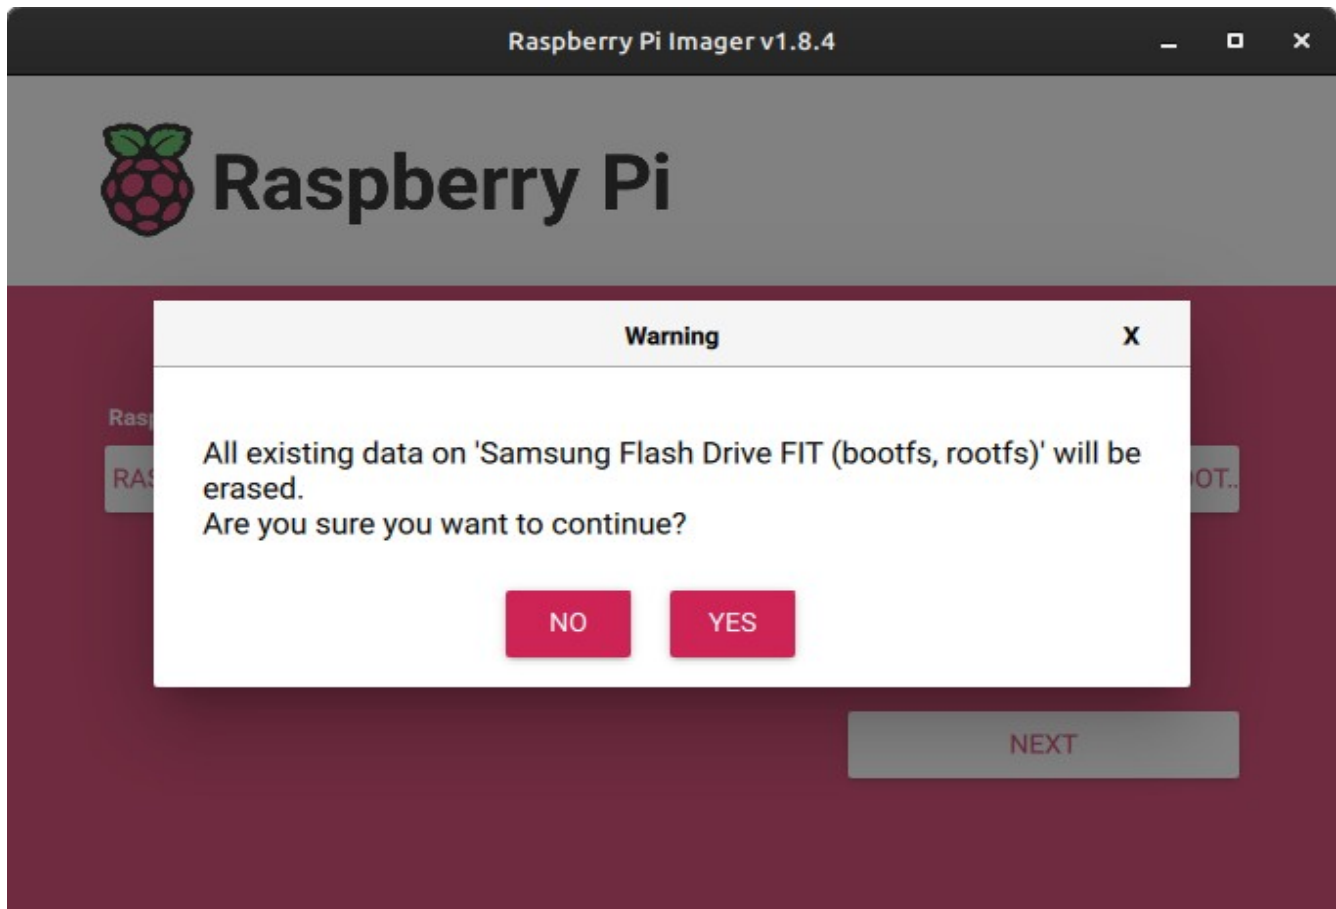 Raspberry Pi Imager v1.8.4
Raspberry Pi
Warning
X
All existing data on 'Samsung Flash Drive FIT (bootfs, rootfs)' will be
erased.
Are you sure you want to continue?
NO YES
NEXT